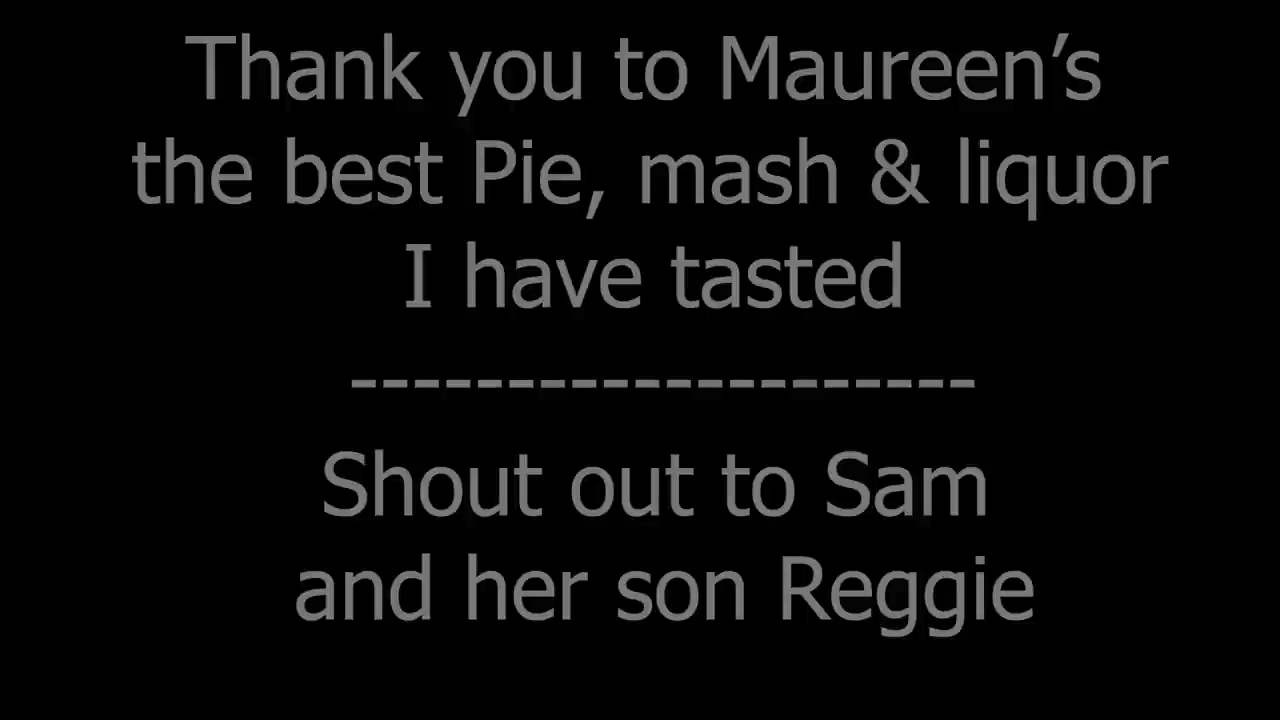 Thank you to Maureen’s
the best Pie, mash & liquor
I have tasted
--------------------
Shout out to Sam
and her son Reggie